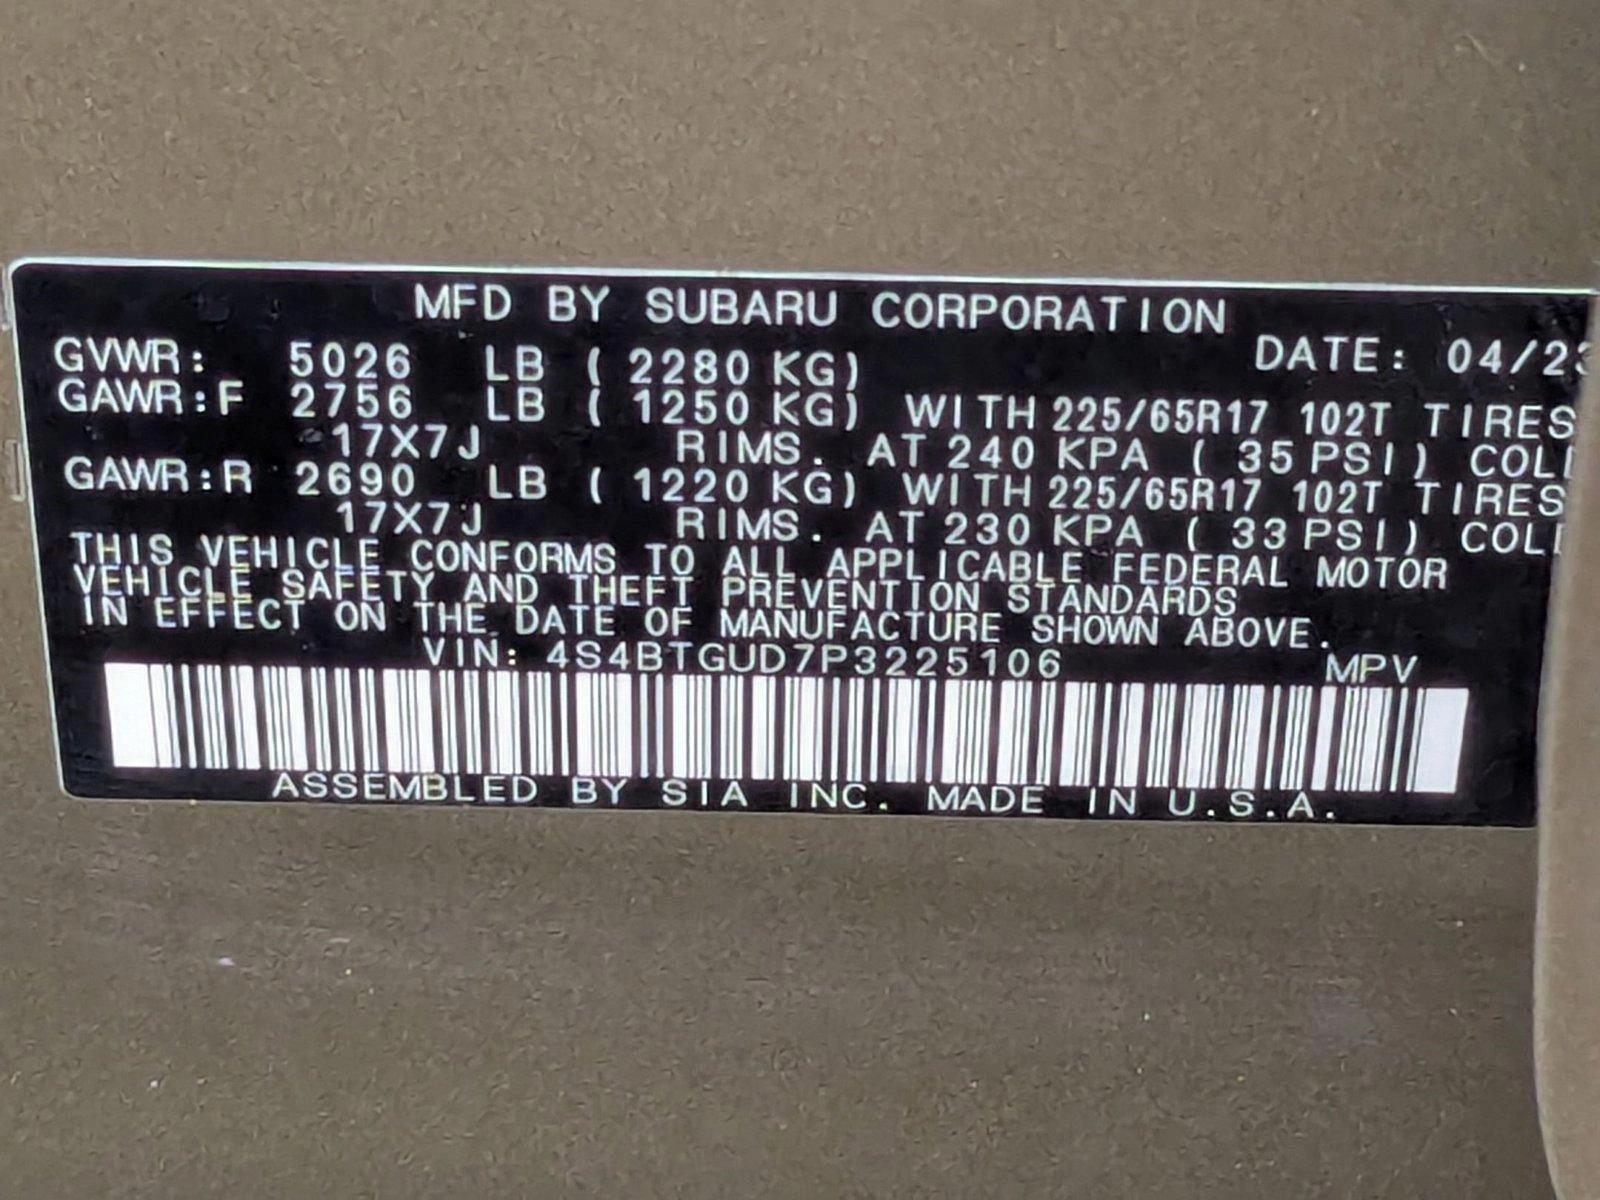 MFD BY SUBARU CORPORATION
GVWR: 5026 LB ( 2280 KG) DATE: 04/23
GAWR:F 2756 LB ( 1250 KG) WITH 225/65R17 102T TIRES
17X7J RIMS. AT 240 KPA ( 35 PSI) COLD
GAWR:R 2690 LB ( 1220 KG) WITH 225/65R17 102T TIRES
17X7J RIMS. AT 230 KPA ( 33 PSI) COLD
THIS VEHICLE CONFORMS TO ALL APPLICABLE FEDERAL MOTOR
VEHICLE SAFETY AND THEFT PREVENTION STANDARDS
IN EFFECT ON THE DATE OF MANUFACTURE SHOWN ABOVE.
VIN: 4S4BTGUD7P3225106 MPV
ASSEMBLED BY SIA INC. MADE IN U.S.A.